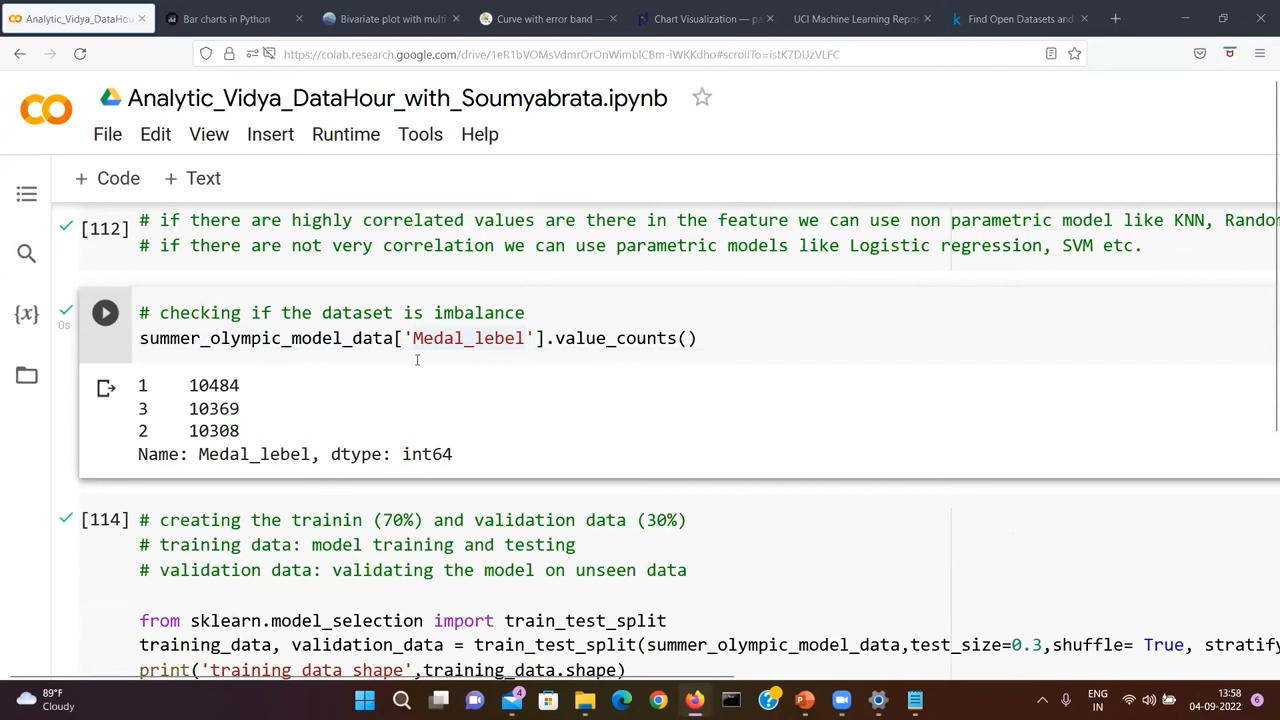 Analytic_Vidya_DataHou
Bar charts in Python
Bivariate plot with multi
Curve with error band —
Chart Visualization — pa
UCI Machine Learning Repos
Find Open Datasets and
https://colab.research.google.com/drive/1eR1bVOMsVdmrOrOnWimblCBm-iWKKdho#scrollTo=istK7DUzVLFC
CO
Analytic_Vidya_DataHour_with_Soumyabrata.ipynb
File Edit View Insert Runtime Tools Help
+ Code + Text
[112] # if there are highly correlated values are there in the feature we can use non parametric model like KNN, Rando
# if there are not very correlation we can use parametric models like Logistic regression, SVM etc.
{x}
0s
# checking if the dataset is imbalance
summer_olympic_model_data['Medal_lebel'].value_counts()
1 10484
3 10369
2 10308
Name: Medal_lebel, dtype: int64
[114] # creating the trainin (70%) and validation data (30%)
# training data: model training and testing
# validation data: validating the model on unseen data
from sklearn.model_selection import train_test_split
training_data, validation_data = train_test_split(summer_olympic_model_data,test_size=0.3,shuffle= True, stratify
print('training data shape',training_data.shape)
89°F
Cloudy
4
2
ENG
IN
13:58
04-09-2022
6